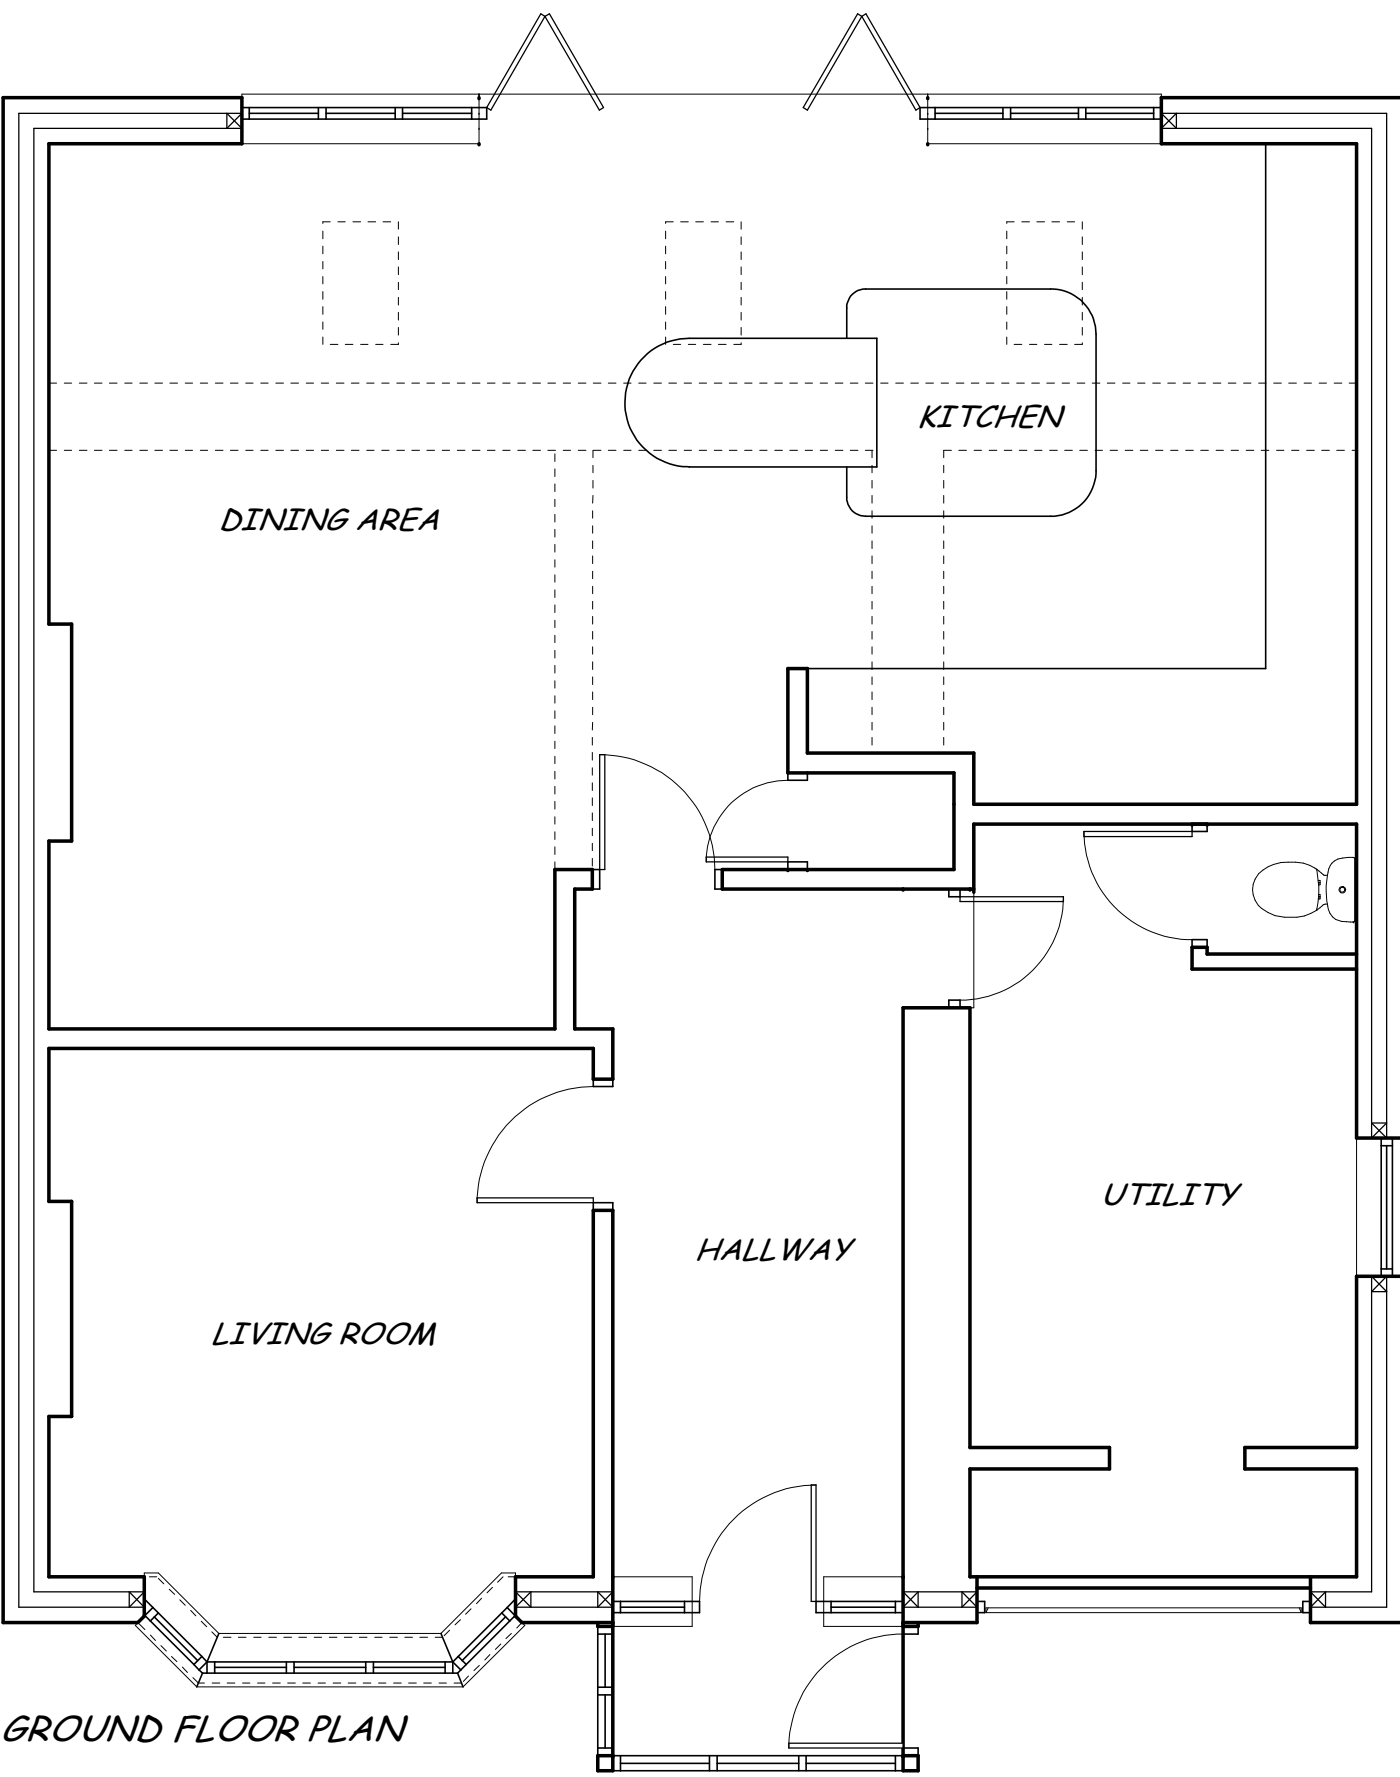 KITCHEN
DINING AREA
UTILITY
HALLWAY
LIVING ROOM
GROUND FLOOR PLAN